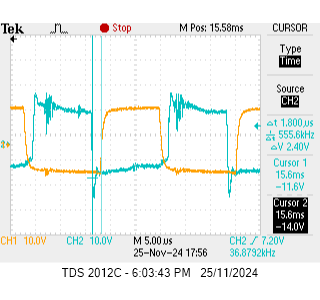 Tek Stop M Pos: 15.58ms CURSOR
Type
Time
Source
CH2
Δt 1.800µs
1/Δt 555.6kHz
ΔV 2.40V
Cursor 1
15.6ms
-11.6V
Cursor 2
15.6ms
-14.0V
2
CH1 10.0V CH2 10.0V M 5.00µs CH2 7.20V
25-Nov-24 17:56 36.8792kHz
TDS 2012C - 6:03:43 PM 25/11/2024